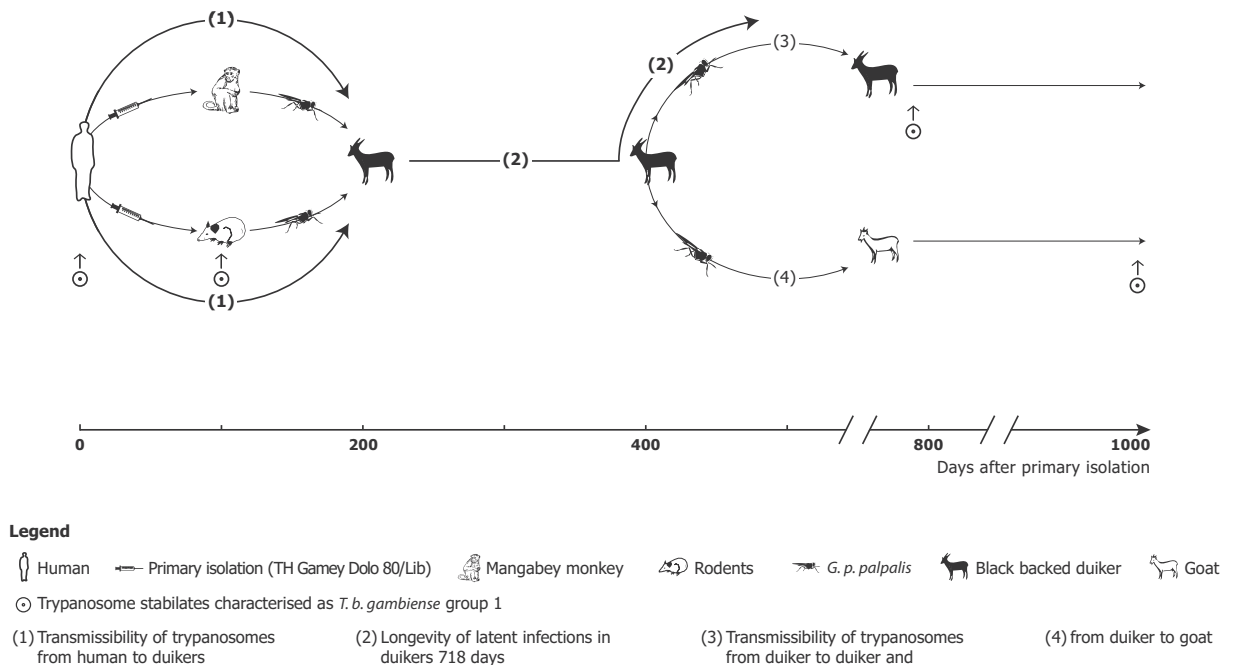 (1)
(3)
(2)
(2)
(4)
(1)
0
200
400
800
1000
Days after primary isolation
Legend
Human
Primary isolation (TH Gamey Dolo 80/Lib)
Mangabey monkey
Rodents
G. p. palpalis
Black backed duiker
Goat
Trypanosome stabilates characterised as T. b. gambiense group 1
(1) Transmissibility of trypanosomes
from human to duikers
(2) Longevity of latent infections in
duikers 718 days
(3) Transmissibility of trypanosomes
from duiker to duiker and
(4) from duiker to goat